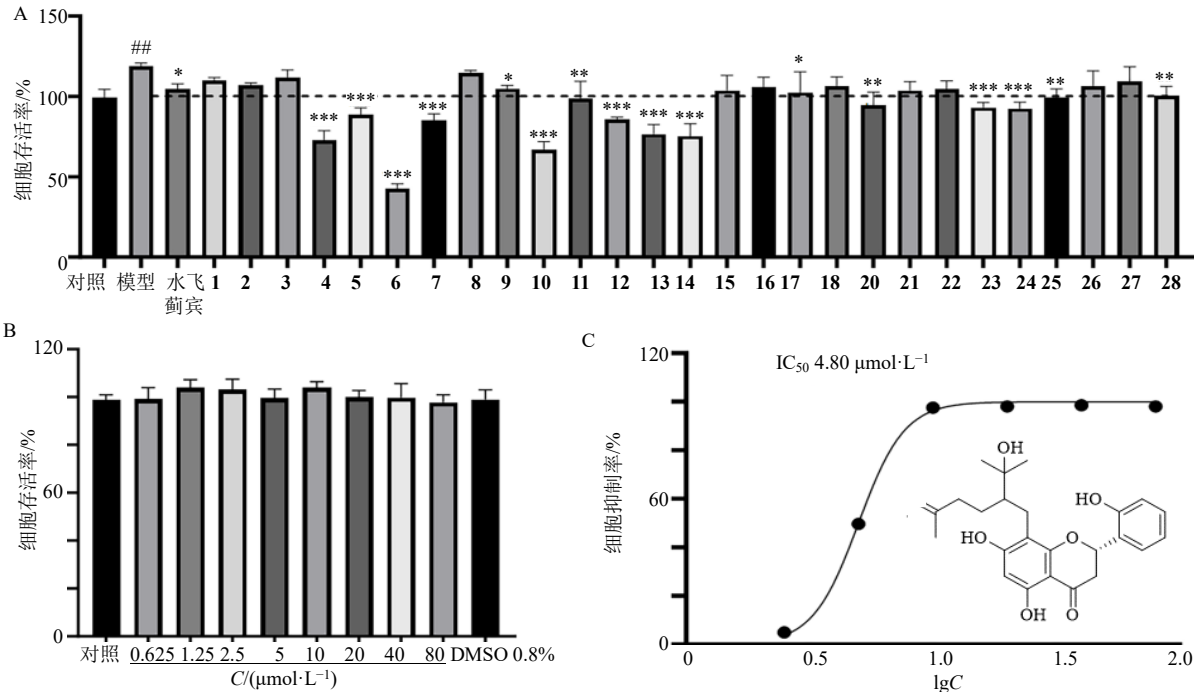 A
细胞存活率/%
150
100
50
0
##
*
***
***
***
***
*
***
**
***
***
***
*
**
***
***
**
**
对照 模型 水飞 1 2 3 4 5 6 7 8 9 10 11 12 13 14 15 16 17 18 20 21 22 23 24 25 26 27 28
蓟宾
B
细胞存活率/%
120
60
0
对照 0.625 1.25 2.5 5 10 20 40 80 DMSO 0.8%
C/(μmol·L⁻¹)
C
细胞抑制率/%
120
60
0
IC₅₀ 4.80 μmol·L⁻¹
OH
HO
O
HO
OH
O
0 0.5 1.0 1.5 2.0
lgC